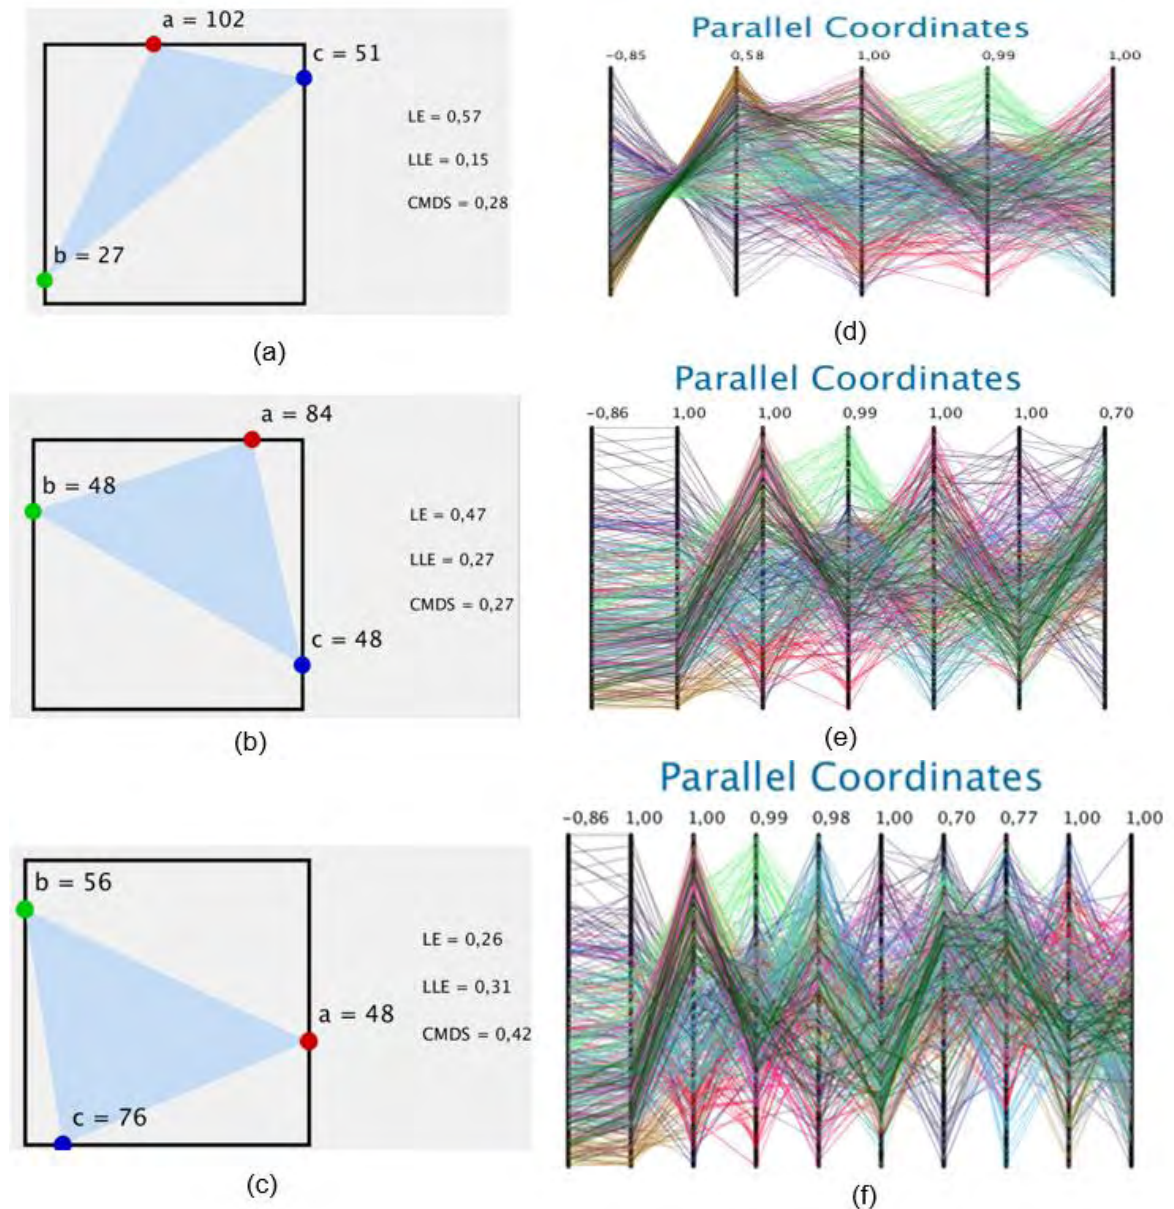 a = 102
c = 51
LE = 0,57
LLE = 0,15
CMDS = 0,28
b = 27
(a)
Parallel Coordinates
-0,85 0,58 1,00 0,99 1,00
(d)
a = 84
b = 48
LE = 0,47
LLE = 0,27
CMDS = 0,27
c = 48
(b)
Parallel Coordinates
-0,86 1,00 1,00 0,99 1,00 1,00 0,70
(e)
b = 56
LE = 0,26
LLE = 0,31
a = 48
CMDS = 0,42
c = 76
(c)
Parallel Coordinates
-0,86 1,00 1,00 0,99 0,98 1,00 0,70 0,77 1,00 1,00
(f)